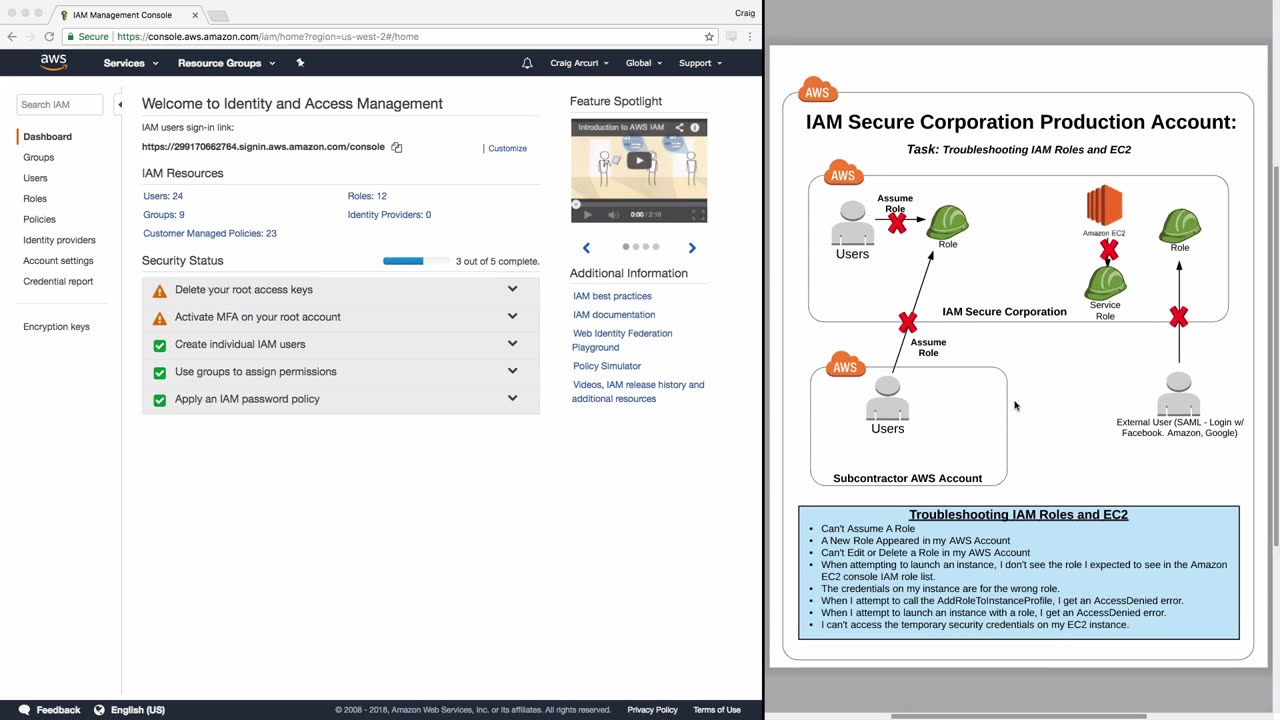 IAM Management Console
Craig
Secure | https://console.aws.amazon.com/iam/home?region=us-west-2#/home
aws
Services
Resource Groups
Craig Arcuri
Global
Support
Search IAM
Dashboard
Groups
Users
Roles
Policies
Identity providers
Account settings
Credential report
Encryption keys
Welcome to Identity and Access Management
IAM users sign-in link:
https://299170662764.signin.aws.amazon.com/console
Customize
IAM Resources
Users: 24
Roles: 12
Groups: 9
Identity Providers: 0
Customer Managed Policies: 23
Security Status
3 out of 5 complete.
Delete your root access keys
Activate MFA on your root account
Create individual IAM users
Use groups to assign permissions
Apply an IAM password policy
Feature Spotlight
Introduction to AWS IAM
0:00 / 2:16
Additional Information
IAM best practices
IAM documentation
Web Identity Federation
Playground
Policy Simulator
Videos, IAM release history and
additional resources
Feedback
English (US)
© 2008 - 2018, Amazon Web Services, Inc. or its affiliates. All rights reserved.
Privacy Policy
Terms of Use
AWS
IAM Secure Corporation Production Account:
Task: Troubleshooting IAM Roles and EC2
AWS
Assume
Role
Users
Role
Amazon EC2
Service
Role
Role
IAM Secure Corporation
Assume
Role
AWS
Users
Subcontractor AWS Account
External User (SAML - Login w/
Facebook. Amazon, Google)
Troubleshooting IAM Roles and EC2
• Can't Assume A Role
• A New Role Appeared in my AWS Account
• Can't Edit or Delete a Role in my AWS Account
• When attempting to launch an instance, I don't see the role I expected to see in the Amazon
EC2 console IAM role list.
• The credentials on my instance are for the wrong role.
• When I attempt to call the AddRoleToInstanceProfile, I get an AccessDenied error.
• When I attempt to launch an instance with a role, I get an AccessDenied error.
• I can't access the temporary security credentials on my EC2 instance.